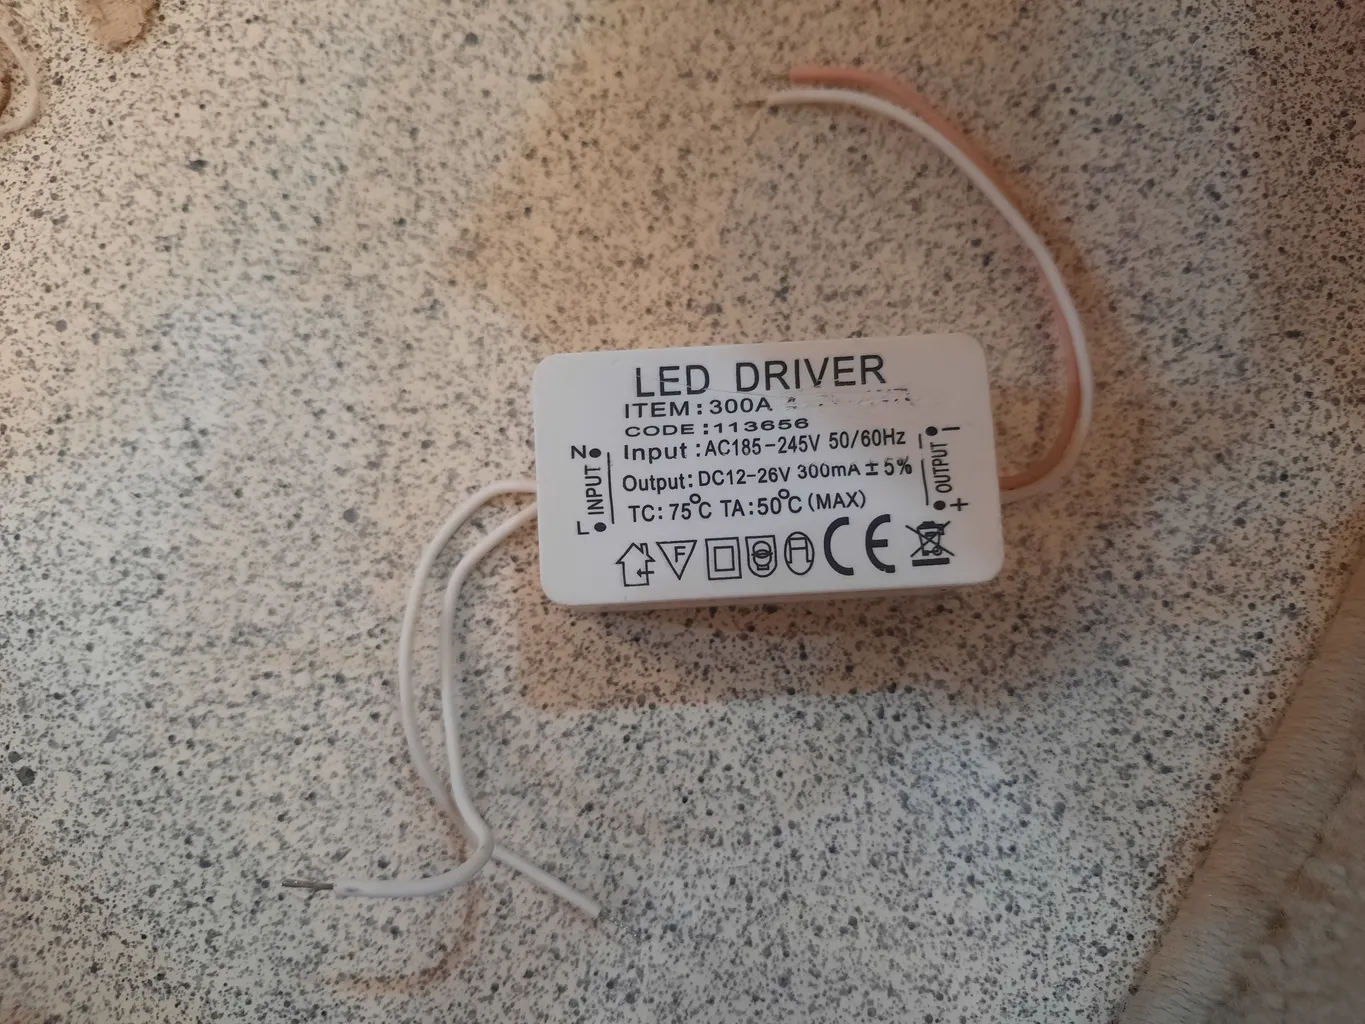 LED DRIVER
ITEM : 300A
CODE : 113656
Input : AC185-245V 50/60Hz
Output: DC12-26V 300mA ± 5%
TC: 75°C TA:50°C (MAX)
N
INPUT
L
−
OUTPUT
+
F
CE